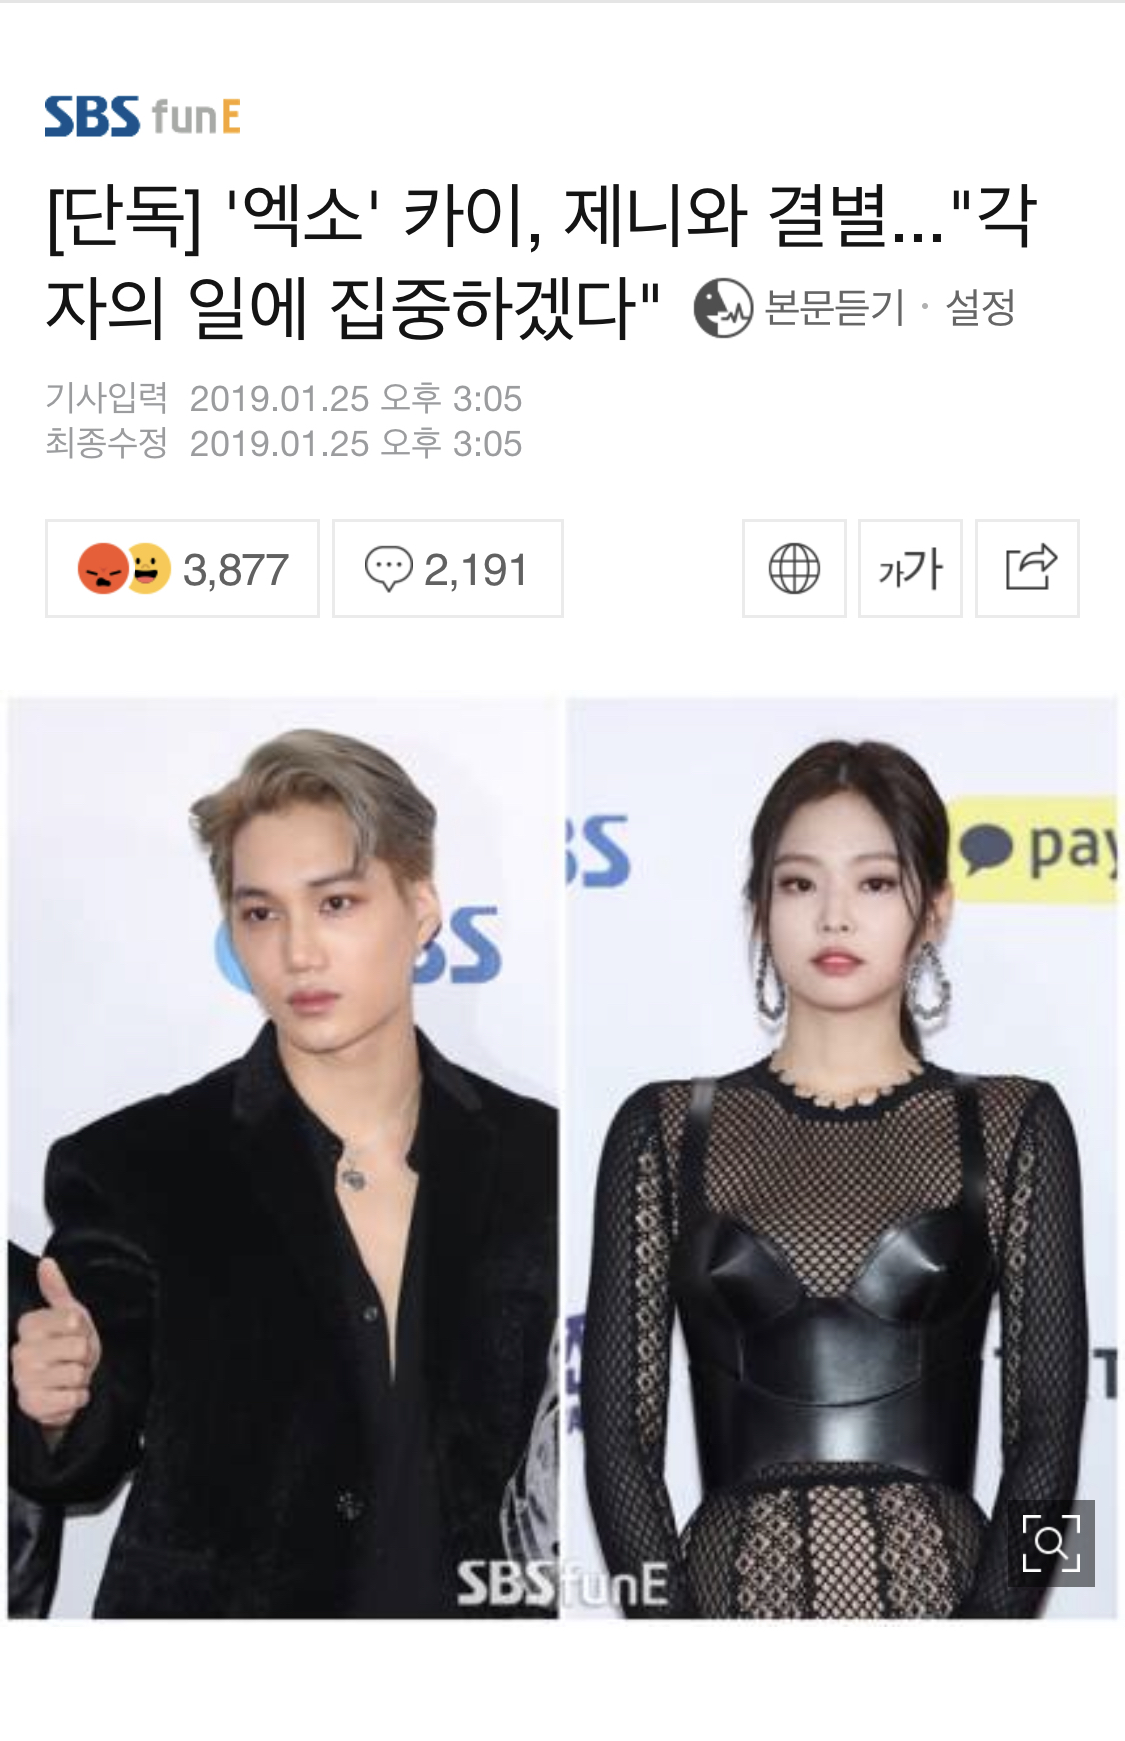 SBS funE
[단독] '엑소' 카이, 제니와 결별..."각
자의 일에 집중하겠다" 본문듣기 · 설정
기사입력 2019.01.25 오후 3:05
최종수정 2019.01.25 오후 3:05
3,877 2,191 가가
BS pay
BS
T
SBS funE